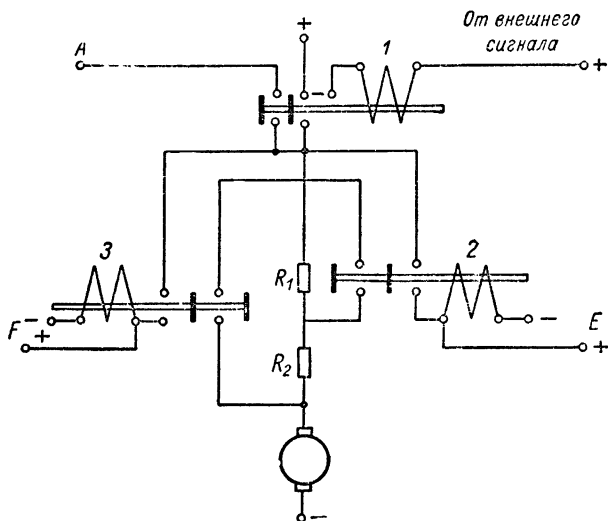 От внешнего
сигнала
A
+
1
+
−
3
2
R₁
F
−
+
−
E
+
R₂
−